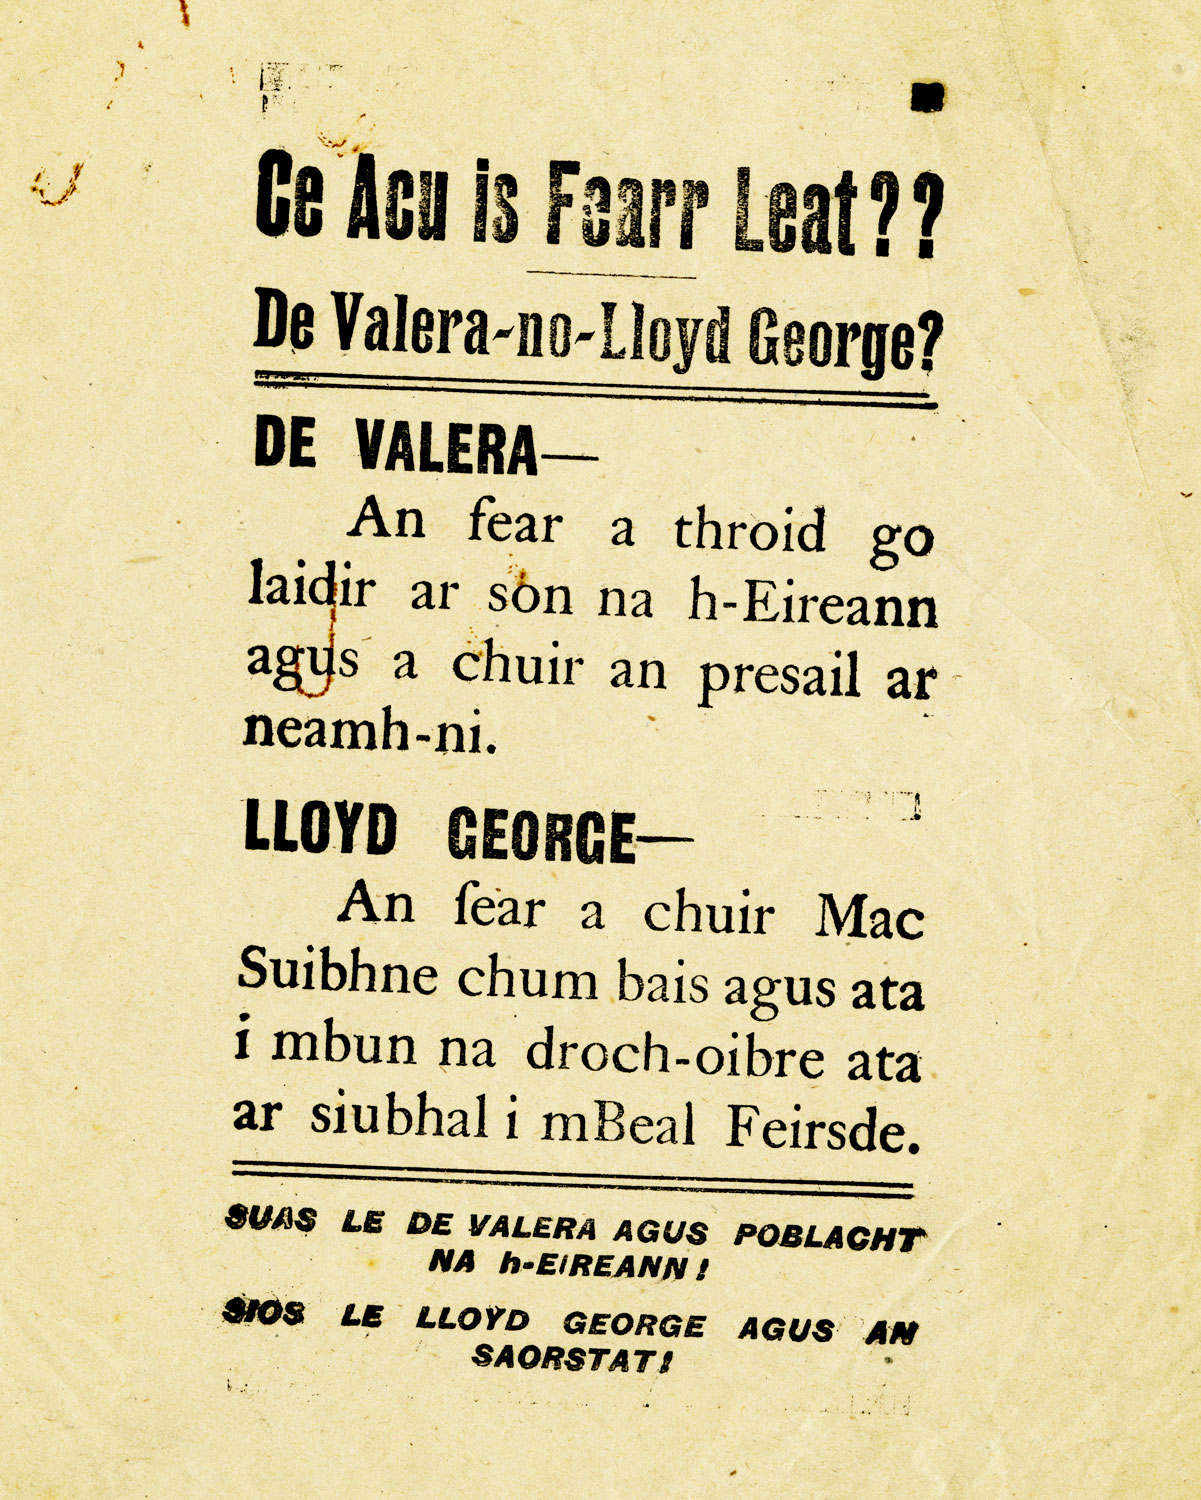 Ce Acu is Fearr Leat??
De Valera-no-Lloyd George?
DE VALERA—
An fear a throid go
laidir ar son na h-Eireann
agus a chuir an presail ar
neamh-ni.
LLOYD GEORGE—
An fear a chuir Mac
Suibhne chum bais agus ata
i mbun na droch-oibre ata
ar siubhal i mBeal Feirsde.
SUAS LE DE VALERA AGUS POBLACHT
NA h-EIREANN!
SIOS LE LLOYD GEORGE AGUS AN
SAORSTAT!